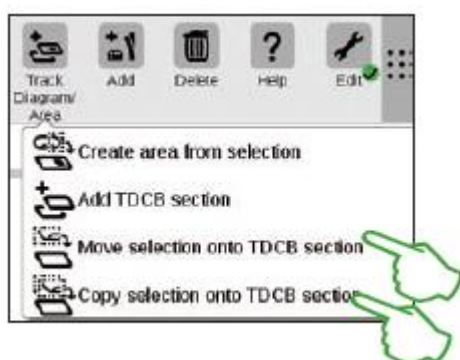 Track Diagram/ Area
Add
Delete
Help
Edit
Create area from selection
Add TDCB section
Move selection onto TDCB section
Copy selection onto TDCB section